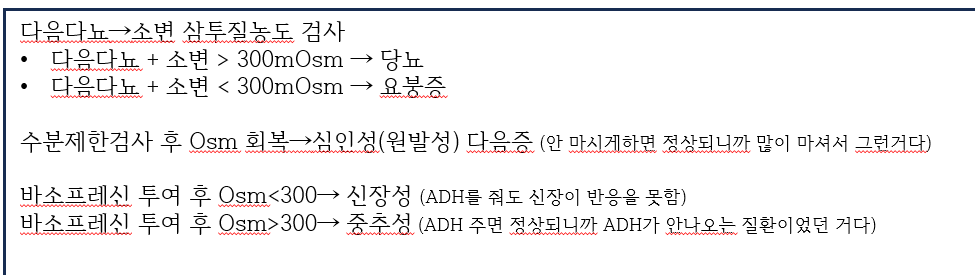 다음다뇨→소변 삼투질농도 검사
• 다음다뇨 + 소변 > 300mOsm → 당뇨
• 다음다뇨 + 소변 < 300mOsm → 요붕증
수분제한검사 후 Osm 회복→심인성(원발성) 다음증 (안 마시게하면 정상되니까 많이 마셔서 그런거다)
바소프레신 투여 후 Osm<300→ 신장성 (ADH를 줘도 신장이 반응을 못함)
바소프레신 투여 후 Osm>300→ 중추성 (ADH 주면 정상되니까 ADH가 안나오는 질환이었던 거다)